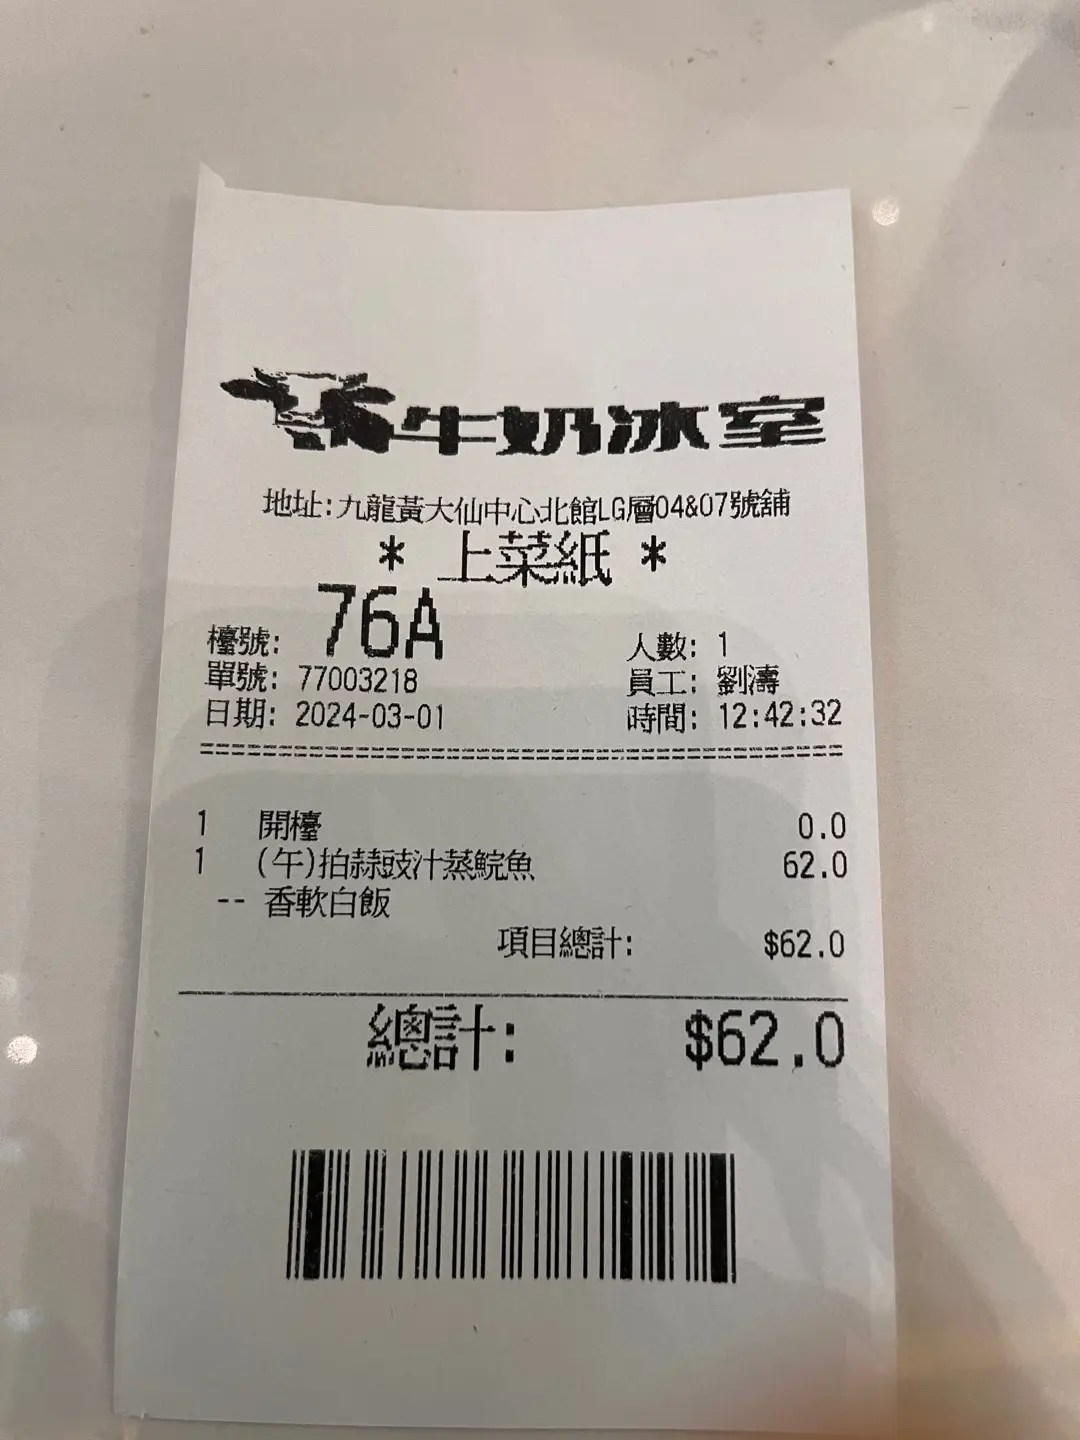 牛奶冰室
地址:九龍黃大仙中心北館LG層04&07號舖
* 上菜紙 *
檯號: 76A 人數: 1
單號: 77003218 員工: 劉濤
日期: 2024-03-01 時間: 12:42:32
1 開檯 0.0
1 (午)拍蒜豉汁蒸鯇魚 62.0
-- 香軟白飯
項目總計: $62.0
總計: $62.0